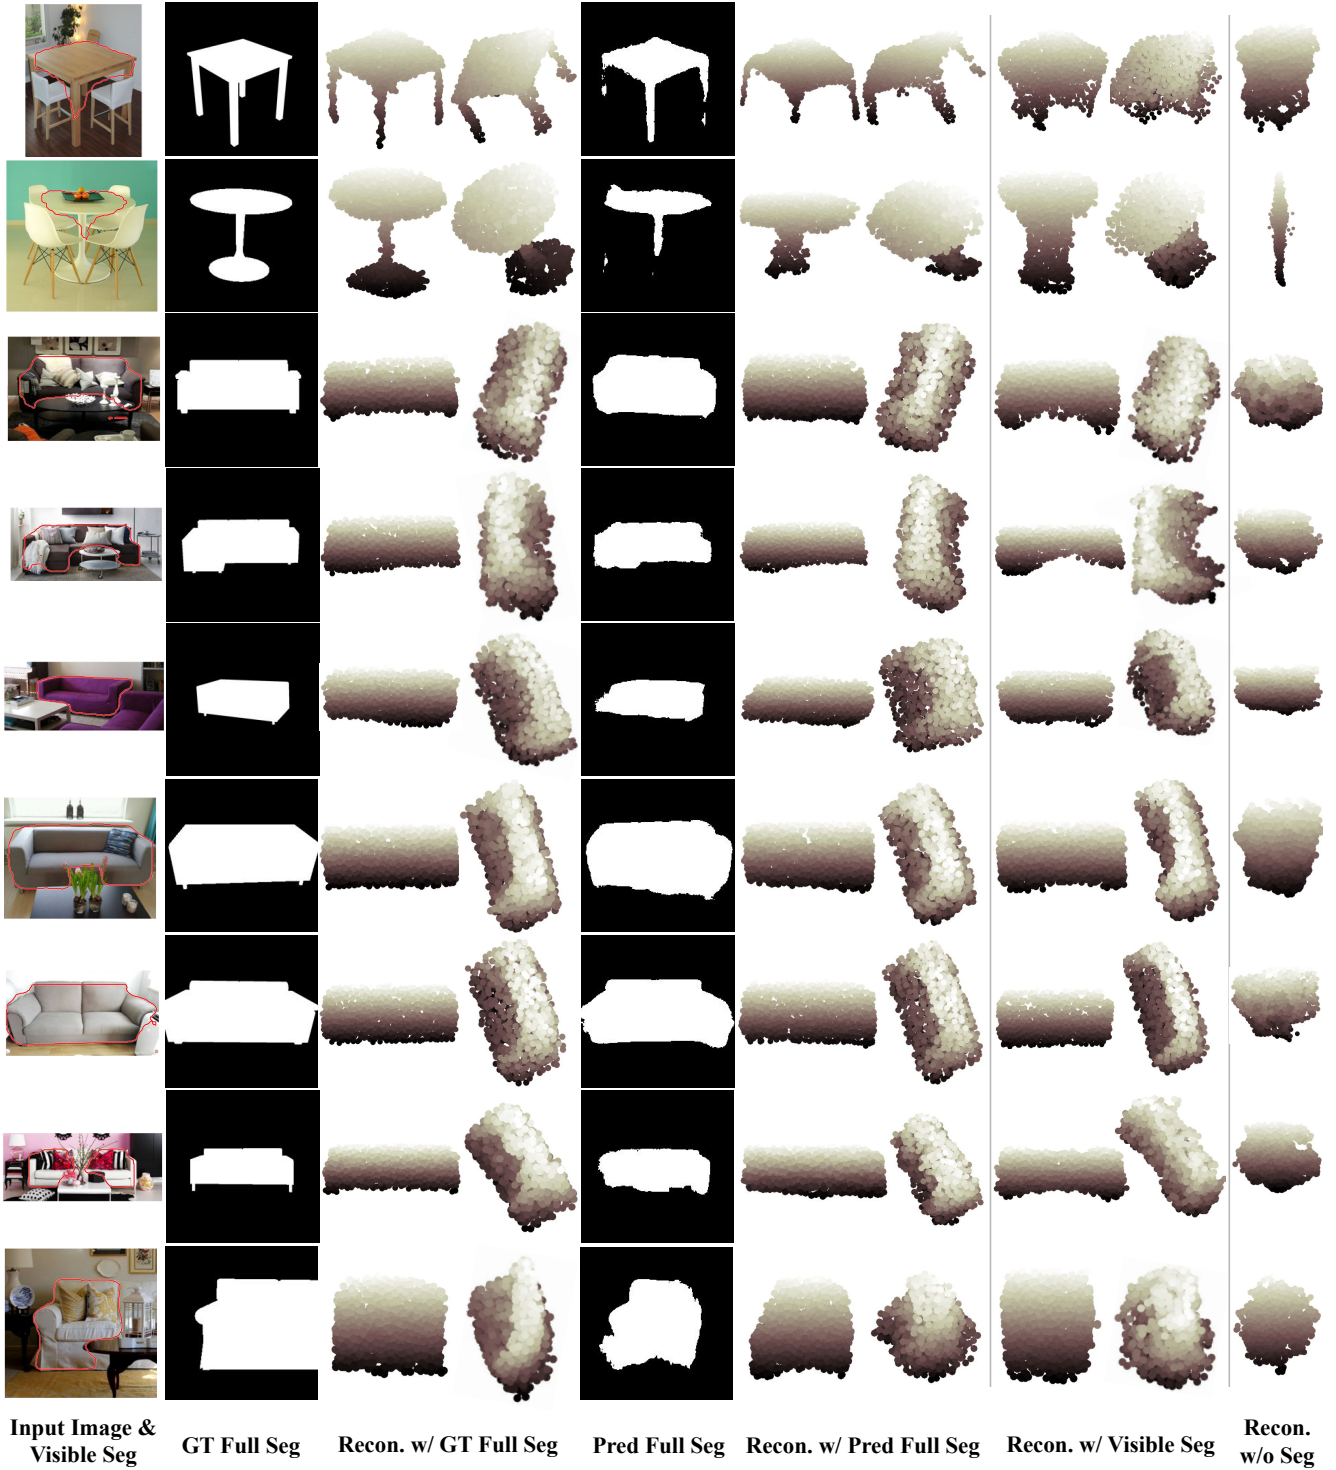 Input Image &
Visible Seg
GT Full Seg
Recon. w/ GT Full Seg
Pred Full Seg
Recon. w/ Pred Full Seg
Recon. w/ Visible Seg
Recon.
w/o Seg